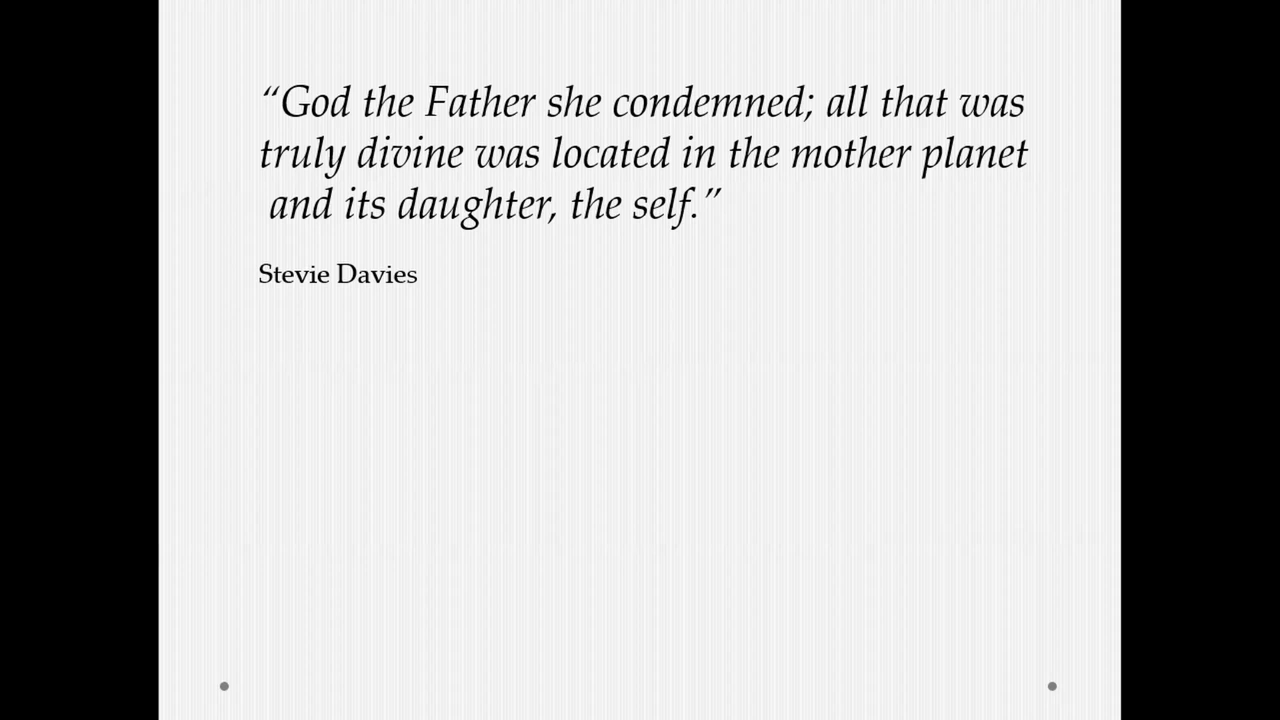 “God the Father she condemned; all that was
truly divine was located in the mother planet
and its daughter, the self.”
Stevie Davies